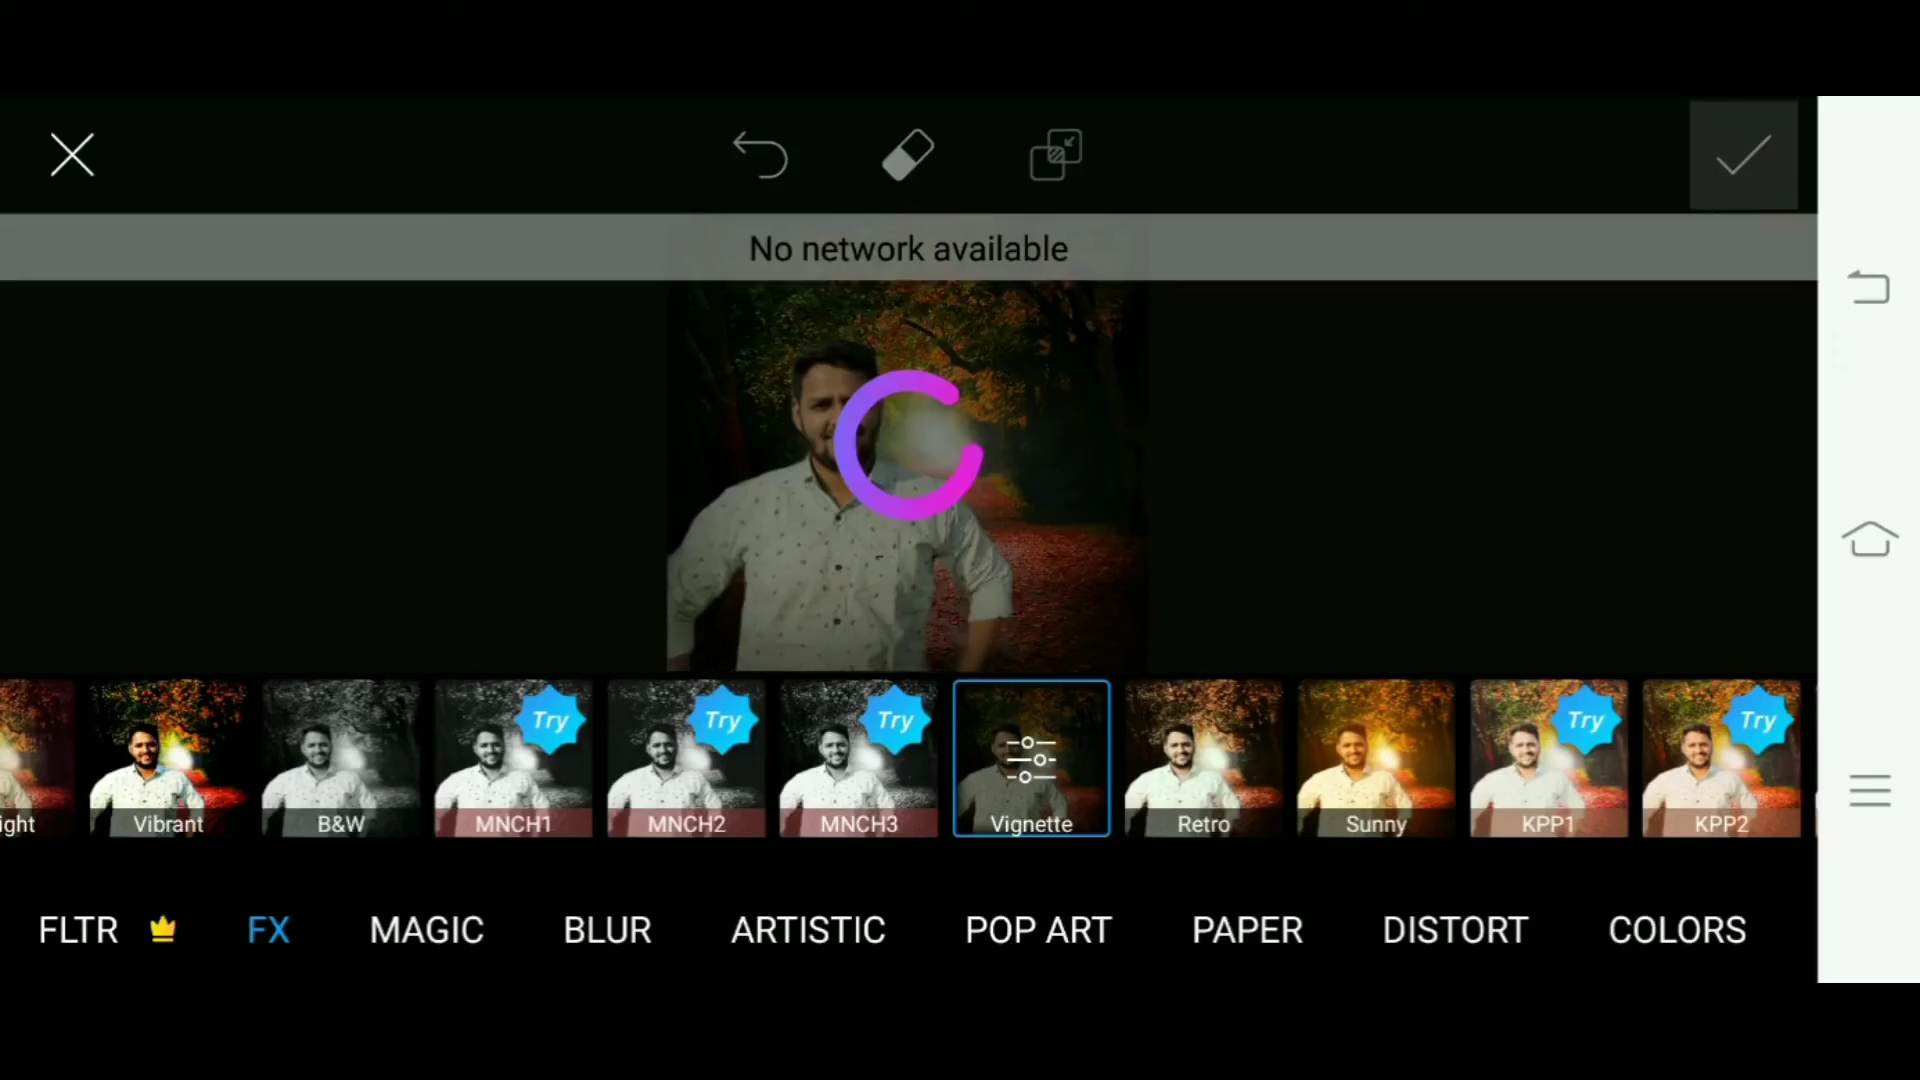 No network available
ight
Vibrant
B&W
Try
MNCH1
Try
MNCH2
Try
MNCH3
Vignette
Retro
Sunny
Try
KPP1
Try
KPP2
FLTR
FX
MAGIC
BLUR
ARTISTIC
POP ART
PAPER
DISTORT
COLORS